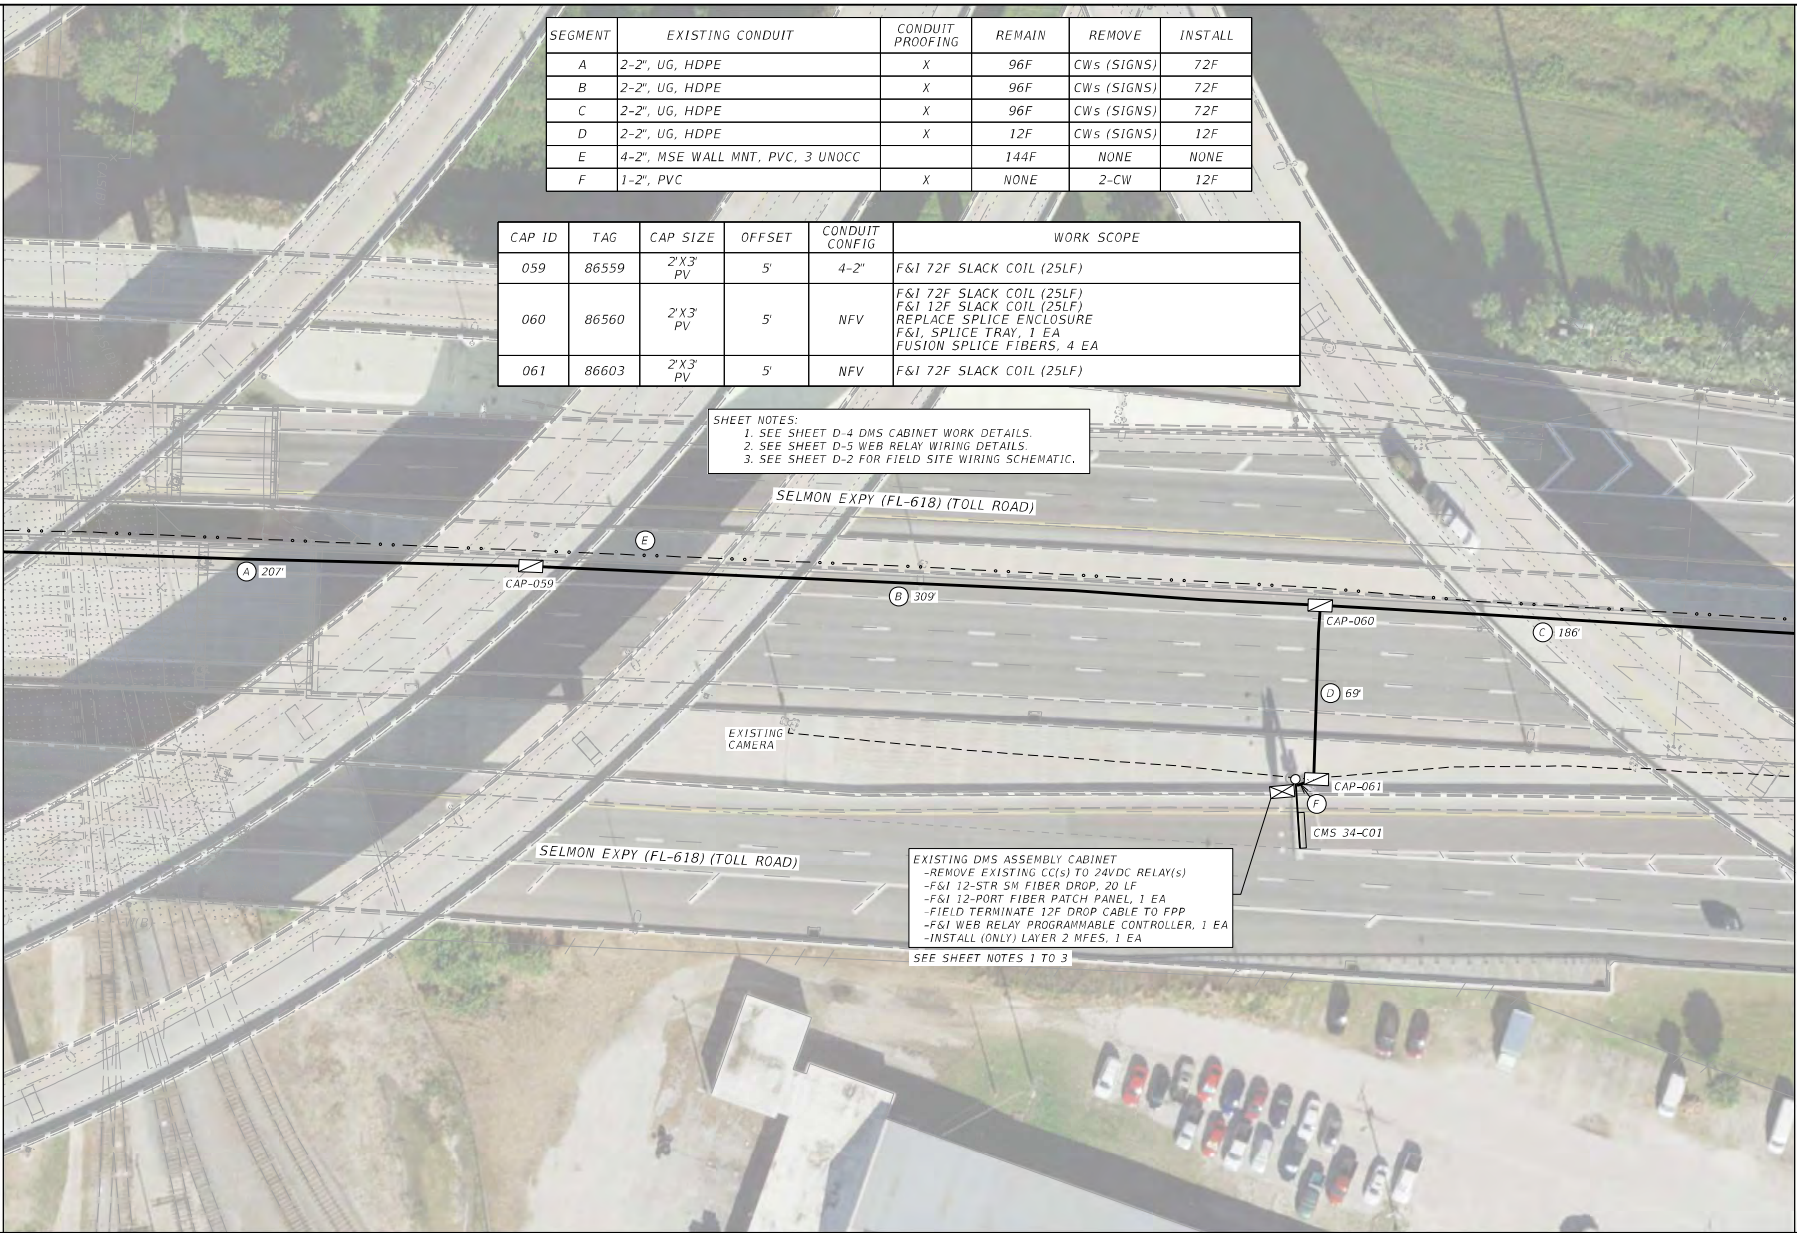 SEGMENT EXISTING CONDUIT CONDUIT PROOFING REMAIN REMOVE INSTALL
A 2-2", UG, HDPE X 96F CWs (SIGNS) 72F
B 2-2", UG, HDPE X 96F CWs (SIGNS) 72F
C 2-2", UG, HDPE X 96F CWs (SIGNS) 72F
D 2-2", UG, HDPE X 12F CWs (SIGNS) 12F
E 4-2", MSE WALL MNT, PVC, 3 UNOCC 144F NONE NONE
F 1-2", PVC X NONE 2-CW 12F
CAP ID TAG CAP SIZE OFFSET CONDUIT CONFIG WORK SCOPE
059 86559 2'X3' PV 5' 4-2" F&I 72F SLACK COIL (25LF)
060 86560 2'X3' PV 5' NFV F&I 72F SLACK COIL (25LF)
F&I 12F SLACK COIL (25LF)
REPLACE SPLICE ENCLOSURE
F&I, SPLICE TRAY, 1 EA
FUSION SPLICE FIBERS, 4 EA
061 86603 2'X3' PV 5' NFV F&I 72F SLACK COIL (25LF)
SHEET NOTES:
1. SEE SHEET D-4 DMS CABINET WORK DETAILS.
2. SEE SHEET D-5 WEB RELAY WIRING DETAILS.
3. SEE SHEET D-2 FOR FIELD SITE WIRING SCHEMATIC.
SELMON EXPY (FL-618) (TOLL ROAD)
E
A 207'
CAP-059
B 309'
CAP-060
C 186'
D 69'
EXISTING
CAMERA
CAP-061
F
CMS 34-C01
SELMON EXPY (FL-618) (TOLL ROAD)
EXISTING DMS ASSEMBLY CABINET
-REMOVE EXISTING CC(s) TO 24VDC RELAY(s)
-F&I 12-STR SM FIBER DROP, 20 LF
-F&I 12-PORT FIBER PATCH PANEL, 1 EA
-FIELD TERMINATE 12F DROP CABLE TO FPP
-F&I WEB RELAY PROGRAMMABLE CONTROLLER, 1 EA
-INSTALL (ONLY) LAYER 2 MFES, 1 EA
SEE SHEET NOTES 1 TO 3